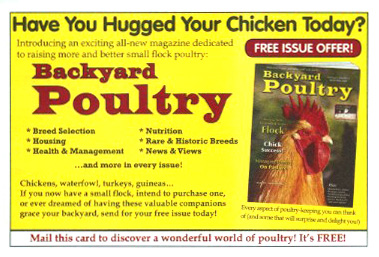 Have You Hugged Your Chicken Today?
Introducing an exciting all-new magazine dedicated
to raising more and better small flock poultry:
FREE ISSUE OFFER!
Backyard
Poultry
* Breed Selection
* Housing
* Health & Management
* Nutrition
* Rare & Historic Breeds
* News & Views
...and more in every issue!
Chickens, waterfowl, turkeys, guineas...
If you now have a small flock, intend to purchase one,
or ever dreamed of having these valuable companions
grace your backyard, send for your free issue today!
Backyard
Poultry
Flock
Chick
Success
Every aspect of poultry-keeping you can think
of (and some that will surprise and delight you!)
Mail this card to discover a wonderful world of poultry! It's FREE!